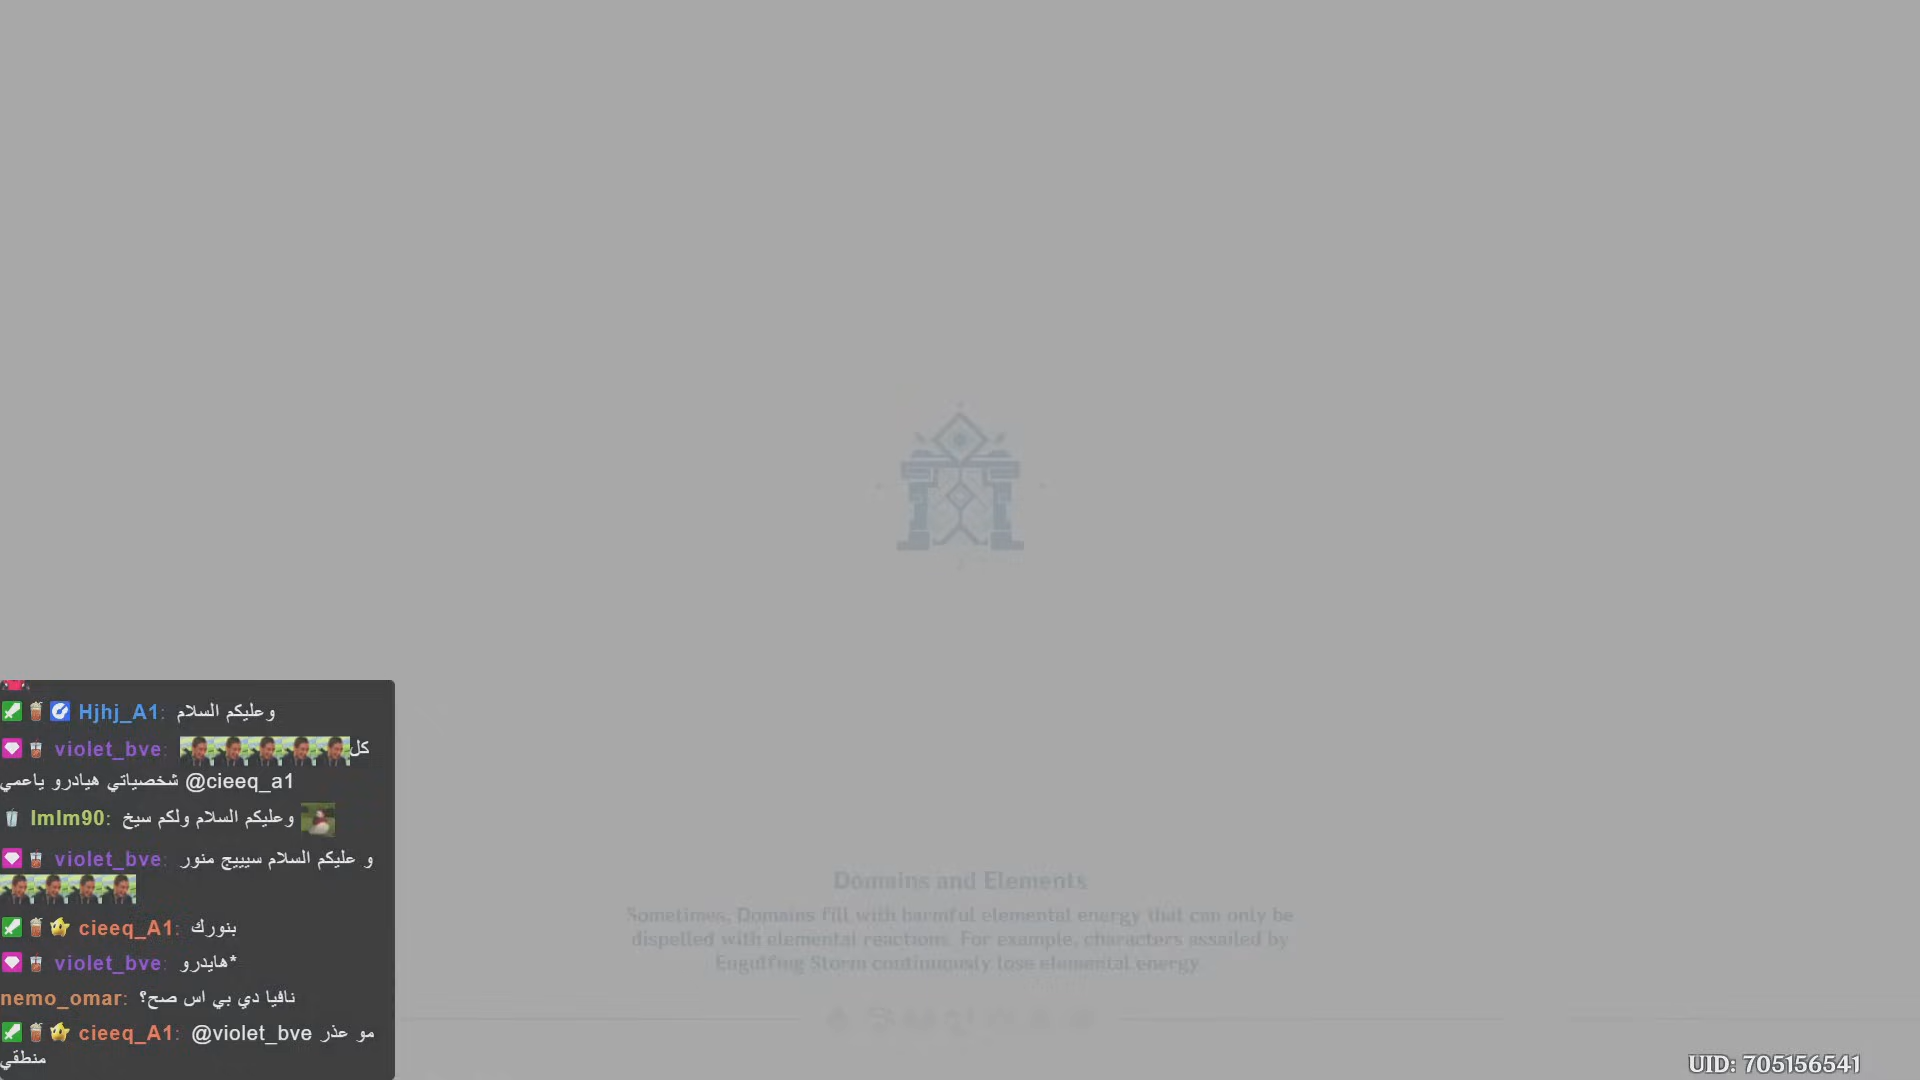 Hjhj_A1: وعليكم السلام
violet_bve: كل
شخصياتي هيادرو ياعمي @cieeq_a1
lmlm90: وعليكم السلام ولكم سيخ
violet_bve: و عليكم السلام سيييج منور
cieeq_A1: بنورك
violet_bve: هايدرو*
nemo_omar: نافيا دي بي اس صح؟
cieeq_A1: @violet_bve مو عذر
منطقي
Domains and Elements
Sometimes, Domains fill with harmful elemental energy that can only be
dispelled with elemental reactions. For example, characters assailed by
Engulfing Storm continuously lose elemental energy
UID: 705156541